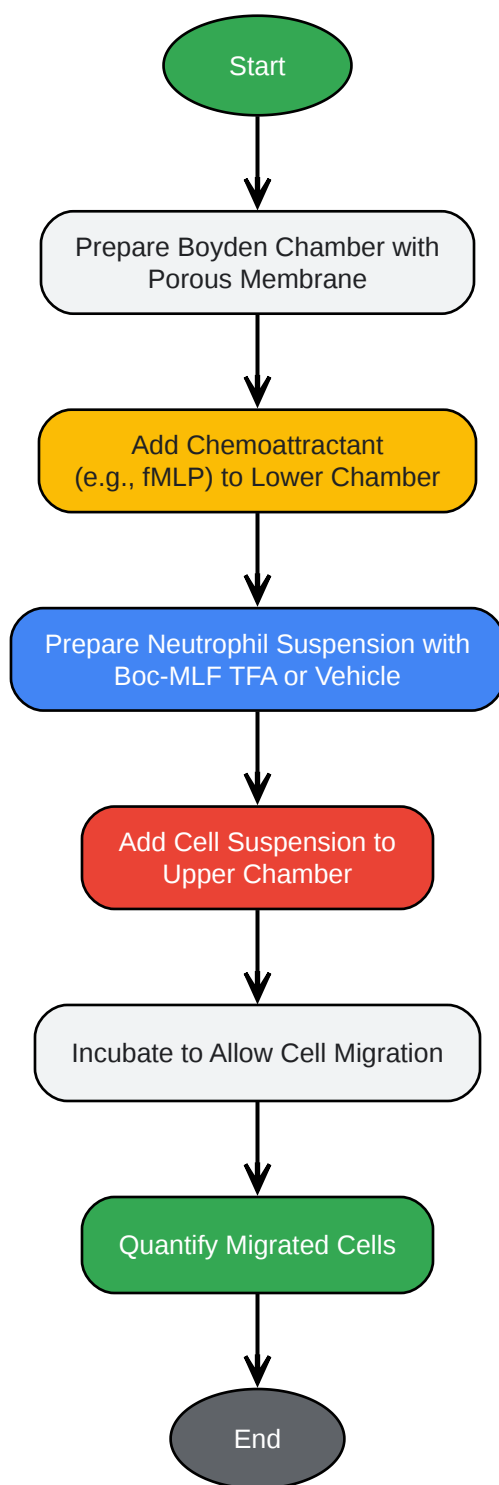 Start
Prepare Boyden Chamber with
Porous Membrane
Add Chemoattractant
(e.g., fMLP) to Lower Chamber
Prepare Neutrophil Suspension with
Boc-MLF TFA or Vehicle
Add Cell Suspension to
Upper Chamber
Incubate to Allow Cell Migration
Quantify Migrated Cells
End